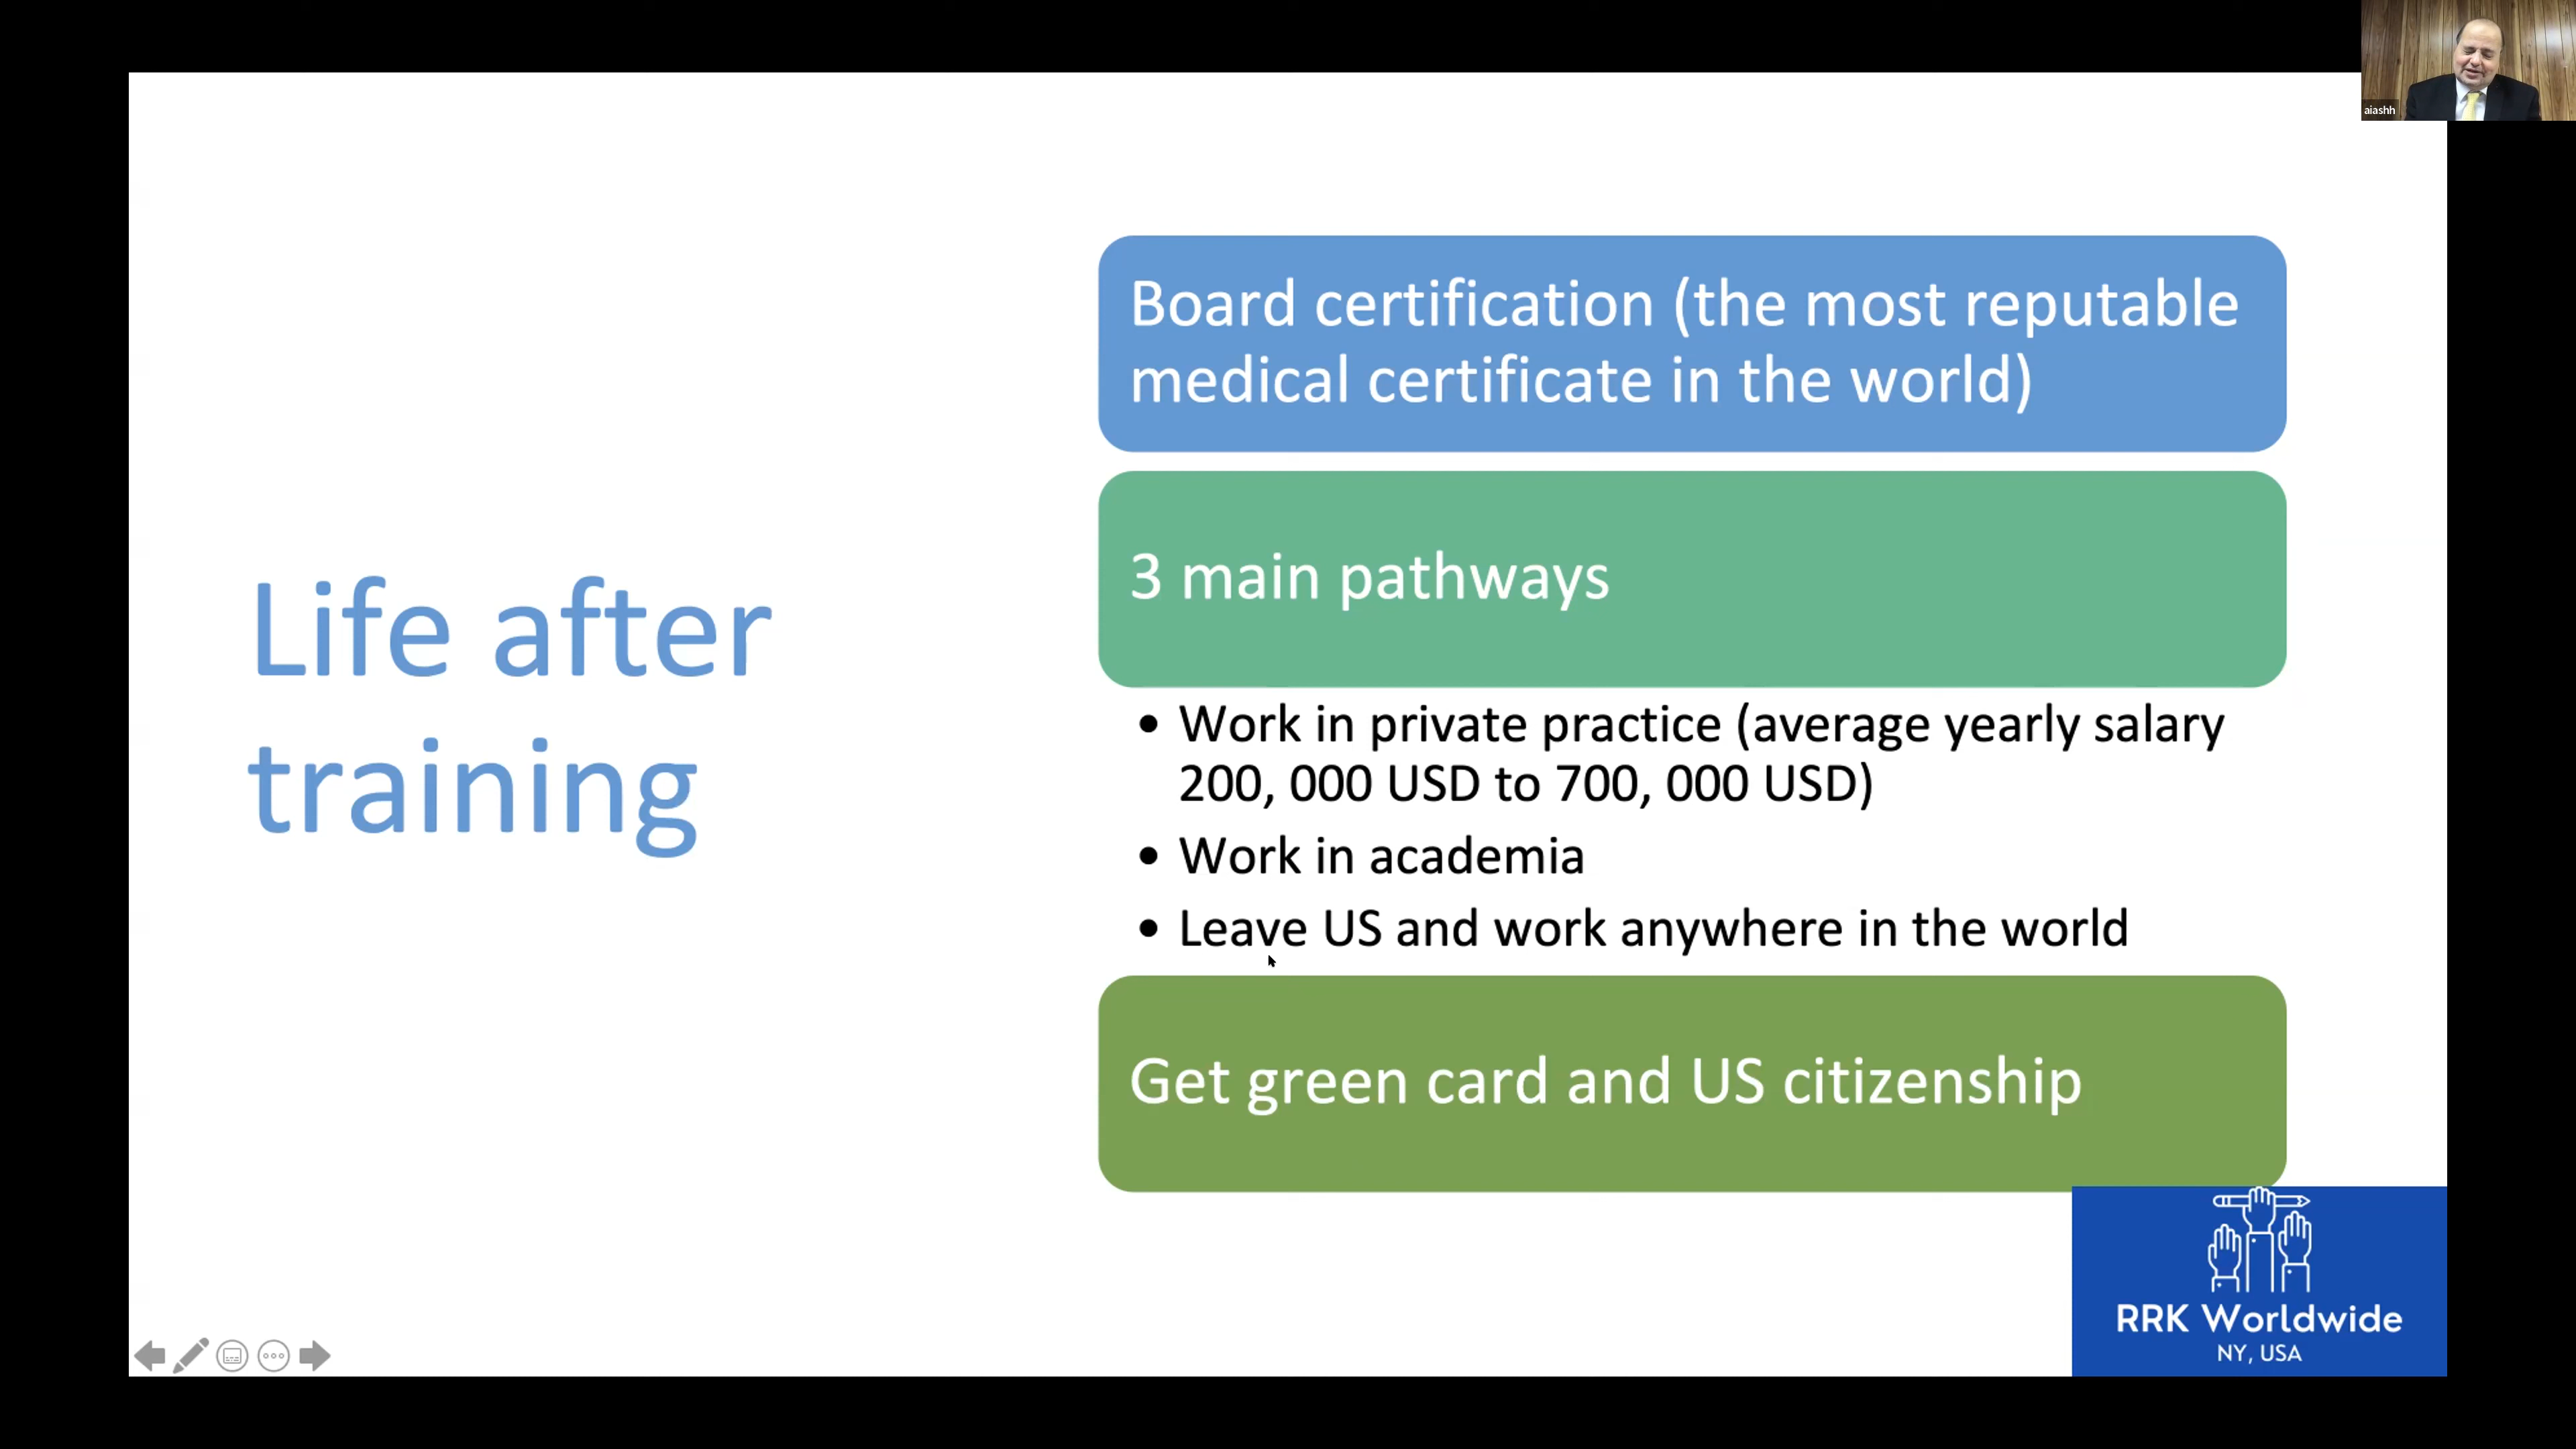 aiashh
Life after
training
Board certification (the most reputable
medical certificate in the world)
3 main pathways
• Work in private practice (average yearly salary
200, 000 USD to 700, 000 USD)
• Work in academia
• Leave US and work anywhere in the world
Get green card and US citizenship
RRK Worldwide
NY, USA